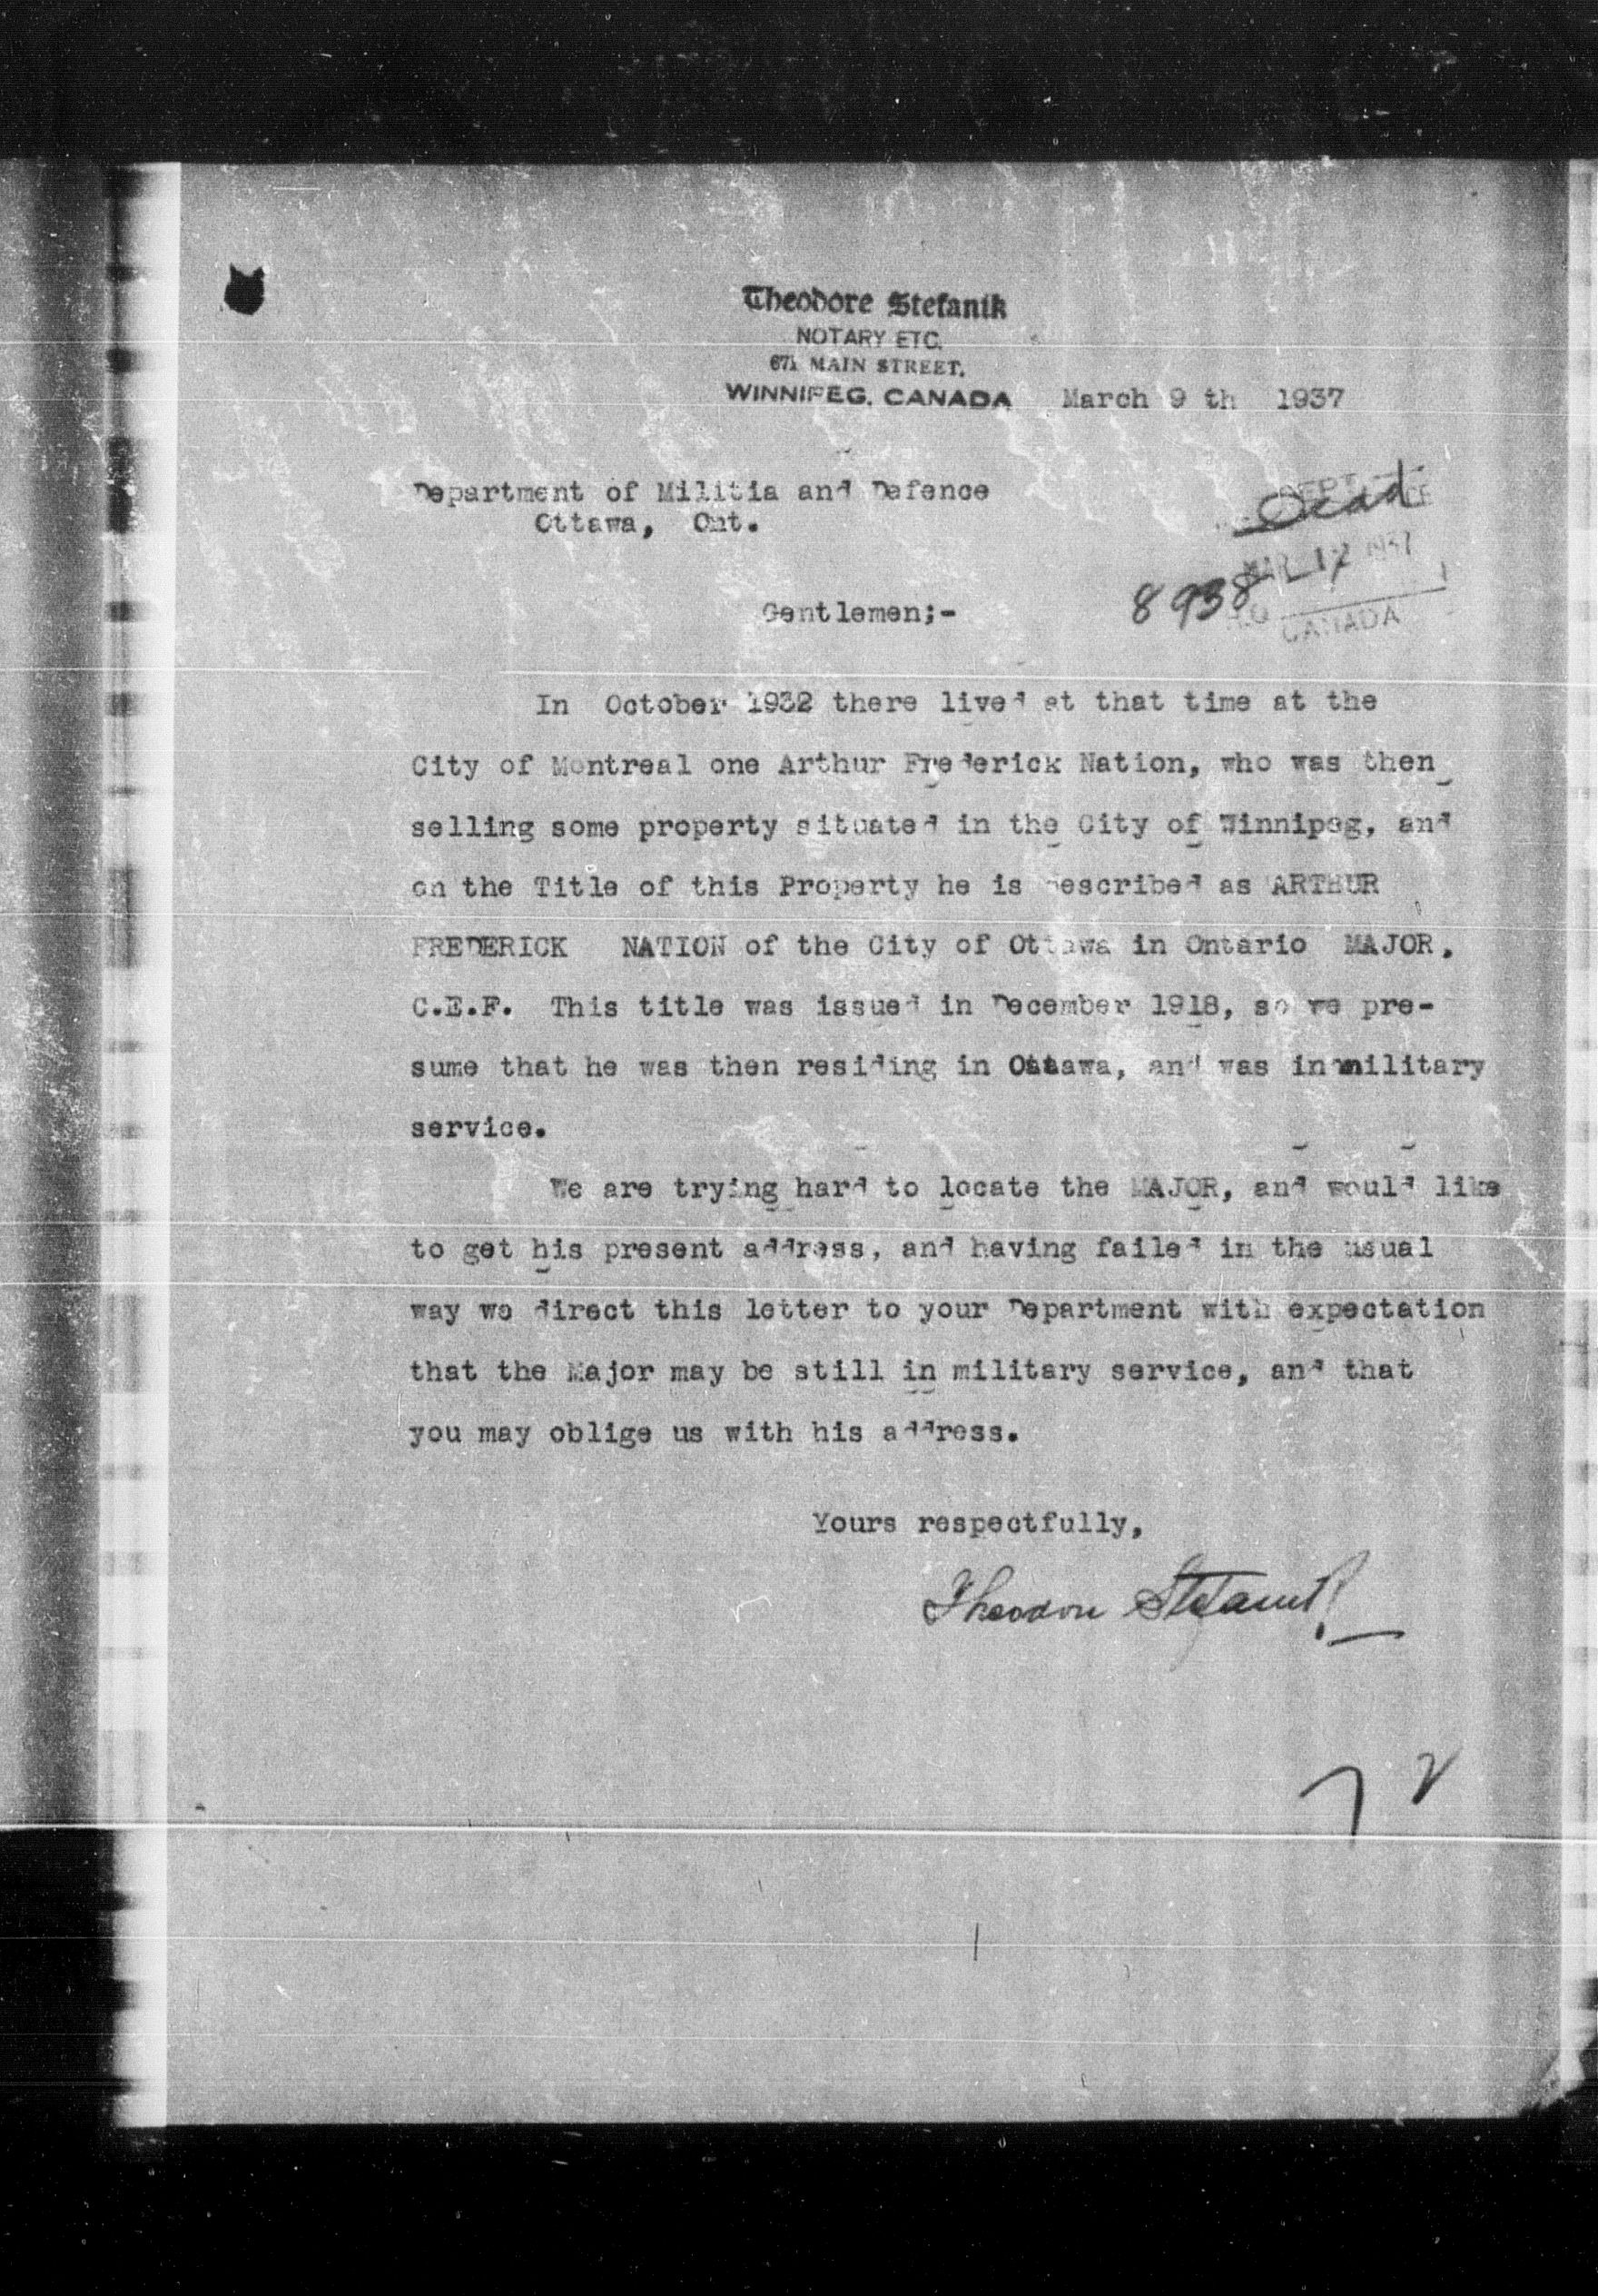 Theodore Stefanik
NOTARY ETC.
671 MAIN STREET.
WINNIPEG, CANADA March 9 th 1937
Department of Militia and Defence
Ottawa, Ont.
Dead
MAR 17 1937
8938
CANADA
Gentlemen;-
In October 1932 there lived at that time at the
City of Montreal one Arthur Frederick Nation, who was then
selling some property situated in the City of Winnipeg, and
on the Title of this Property he is described as ARTHUR
FREDERICK NATION of the City of Ottawa in Ontario MAJOR.
C.E.F. This title was issued in December 1918, so we pre-
sume that he was then residing in Ottawa, and was in military
service.
We are trying hard to locate the MAJOR, and would like
to get his present address, and having failed in the usual
way we direct this letter to your Department with expectation
that the Major may be still in military service, and that
you may oblige us with his address.
Yours respectfully,
Theodore Stefanik